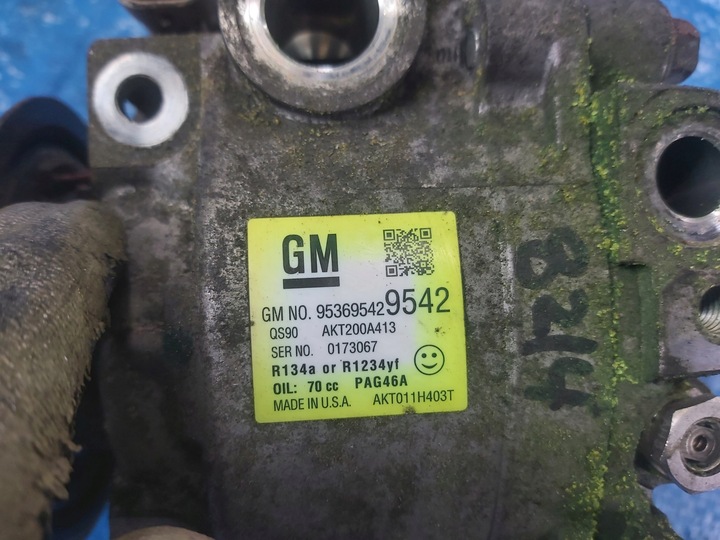 GM
GM NO. 95369542 9542
QS90 AKT200A413
SER NO. 0173067
R134a or R1234yf
OIL: 70 cc PAG46A
MADE IN U.S.A. AKT011H403T